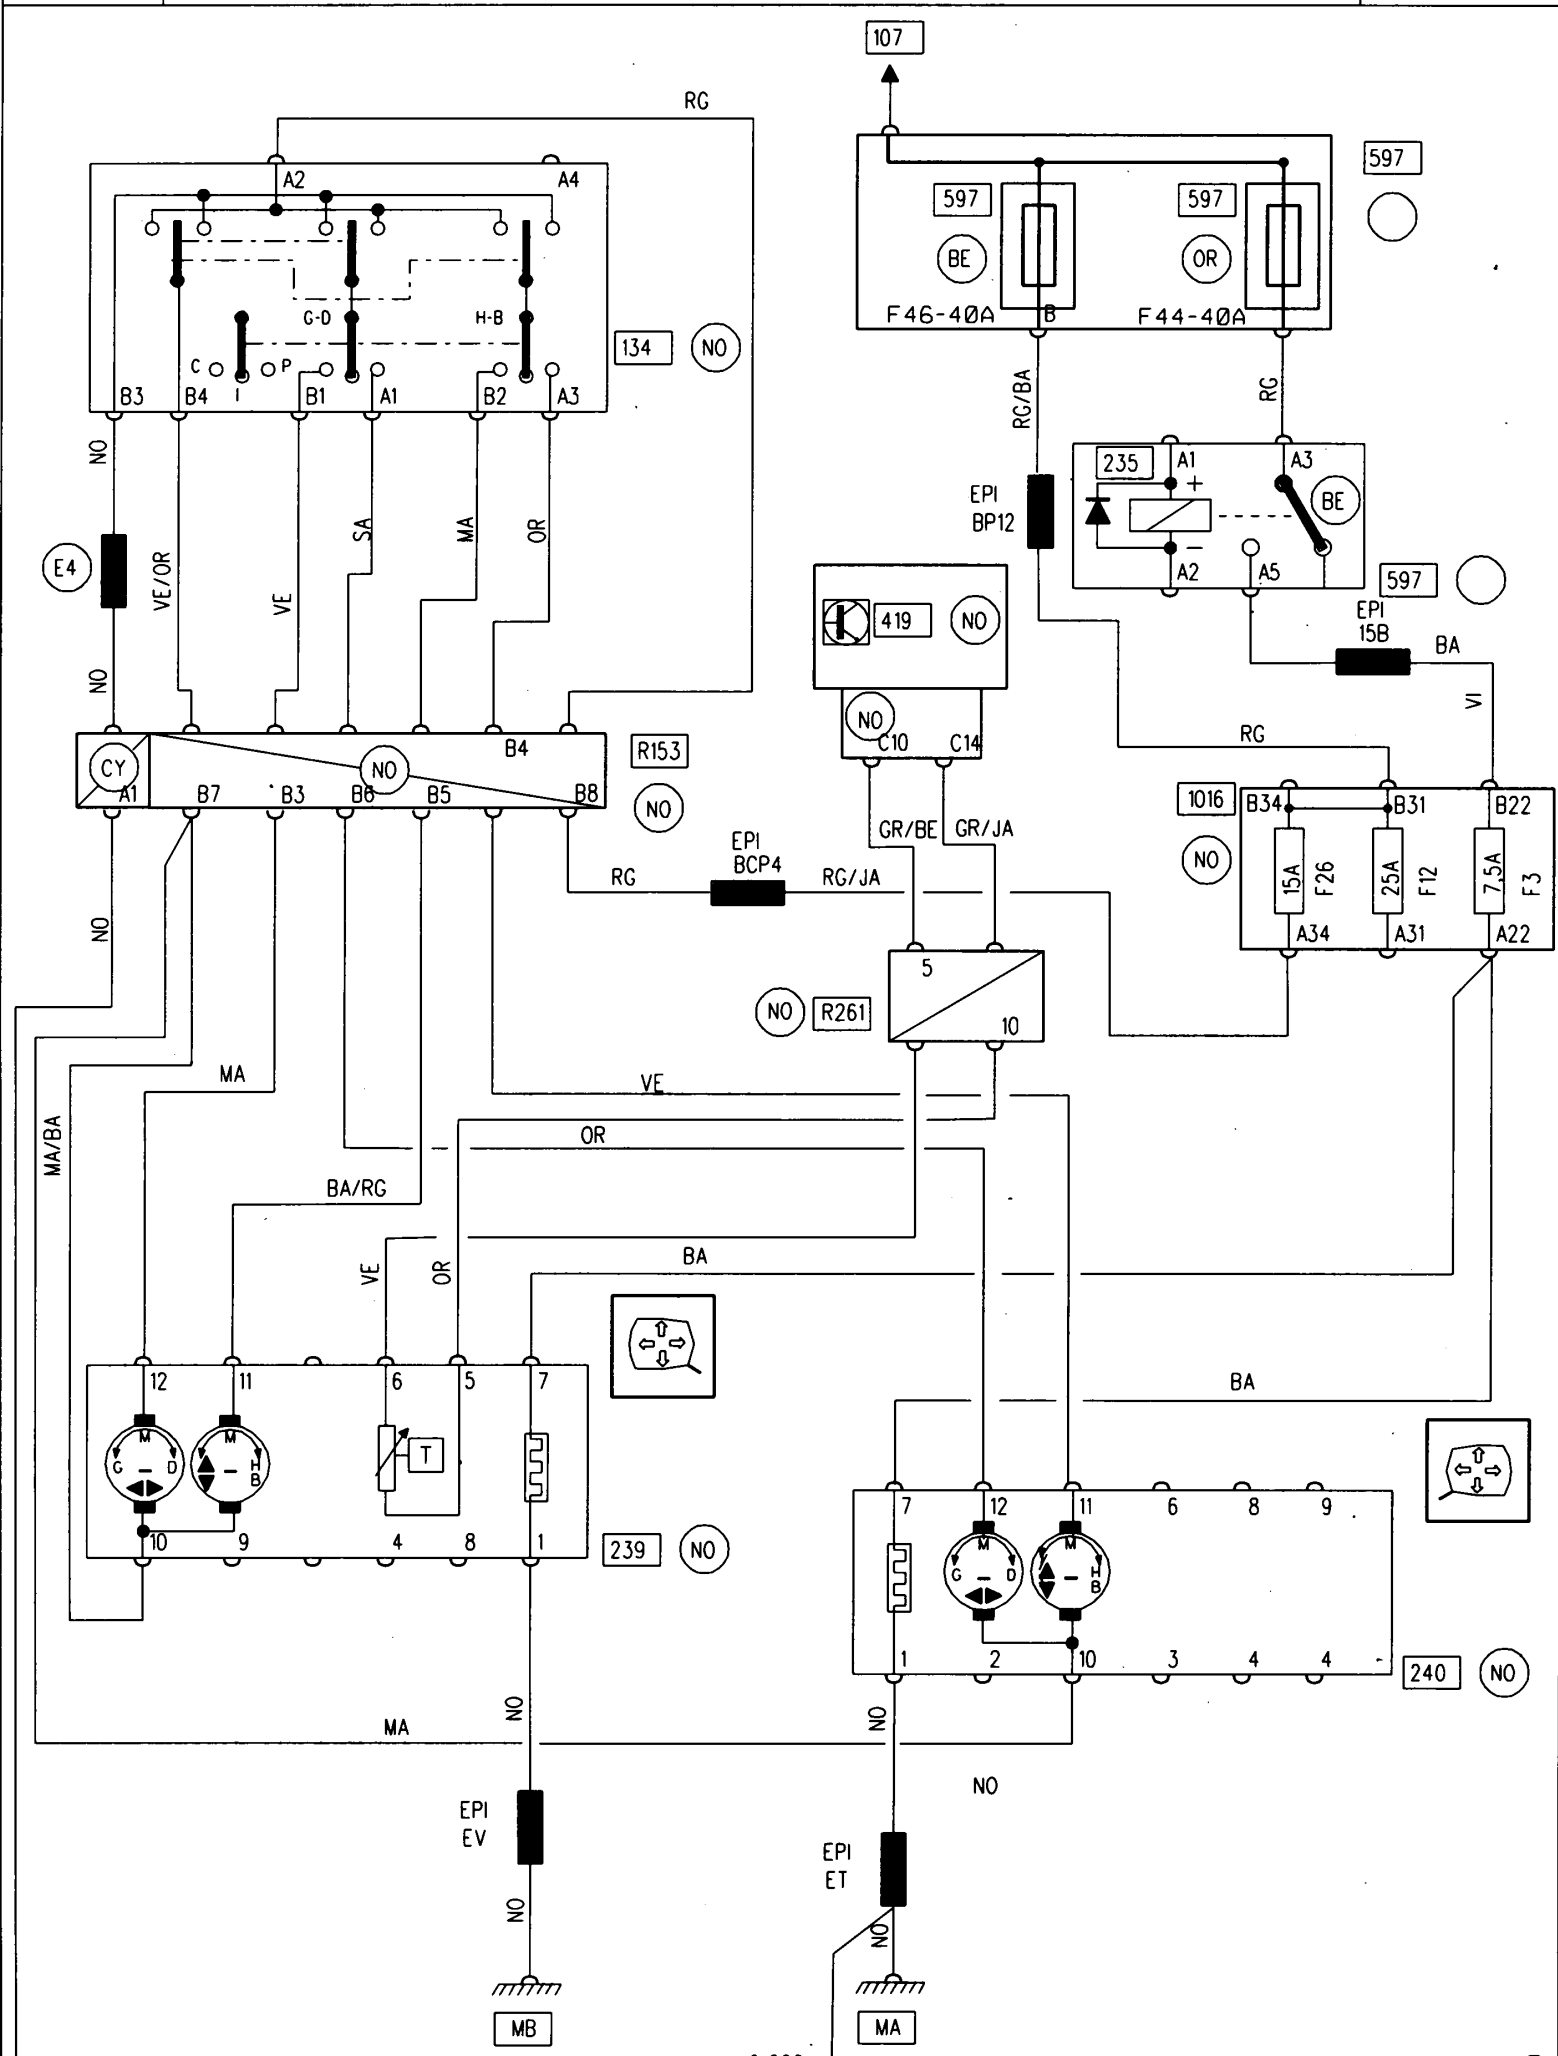 107
RG
A2
A4
597
597
597
BE
OR
F46-40A
B
F44-40A
G-D
H-B
134
NO
C
P
I
B3
B4
B1
A1
B2
A3
NO
RG/BA
RG
235
A1
A3
+
BE
EPI
BP12
−
A2
A5
E4
VE/OR
VE
SA
MA
OR
597
419
NO
EPI
15B
BA
NO
VI
NO
C10
C14
RG
CY
NO
B4
R153
A1
B7
B3
B6
B5
B8
NO
1016
B34
B31
B22
NO
15A
F26
25A
F12
7,5A
F3
GR/BE
GR/JA
EPI
BCP4
RG
RG/JA
NO
A34
A31
A22
5
NO
R261
10
MA
VE
MA/BA
OR
BA/RG
VE
OR
BA
12
11
6
5
7
BA
M
G
D
M
H
B
T
10
9
4
8
1
239
NO
7
12
11
6
8
9
M
G
D
M
H
B
1
2
10
3
4
4
240
NO
NO
MA
NO
NO
EPI
EV
EPI
ET
NO
NO
MB
MA